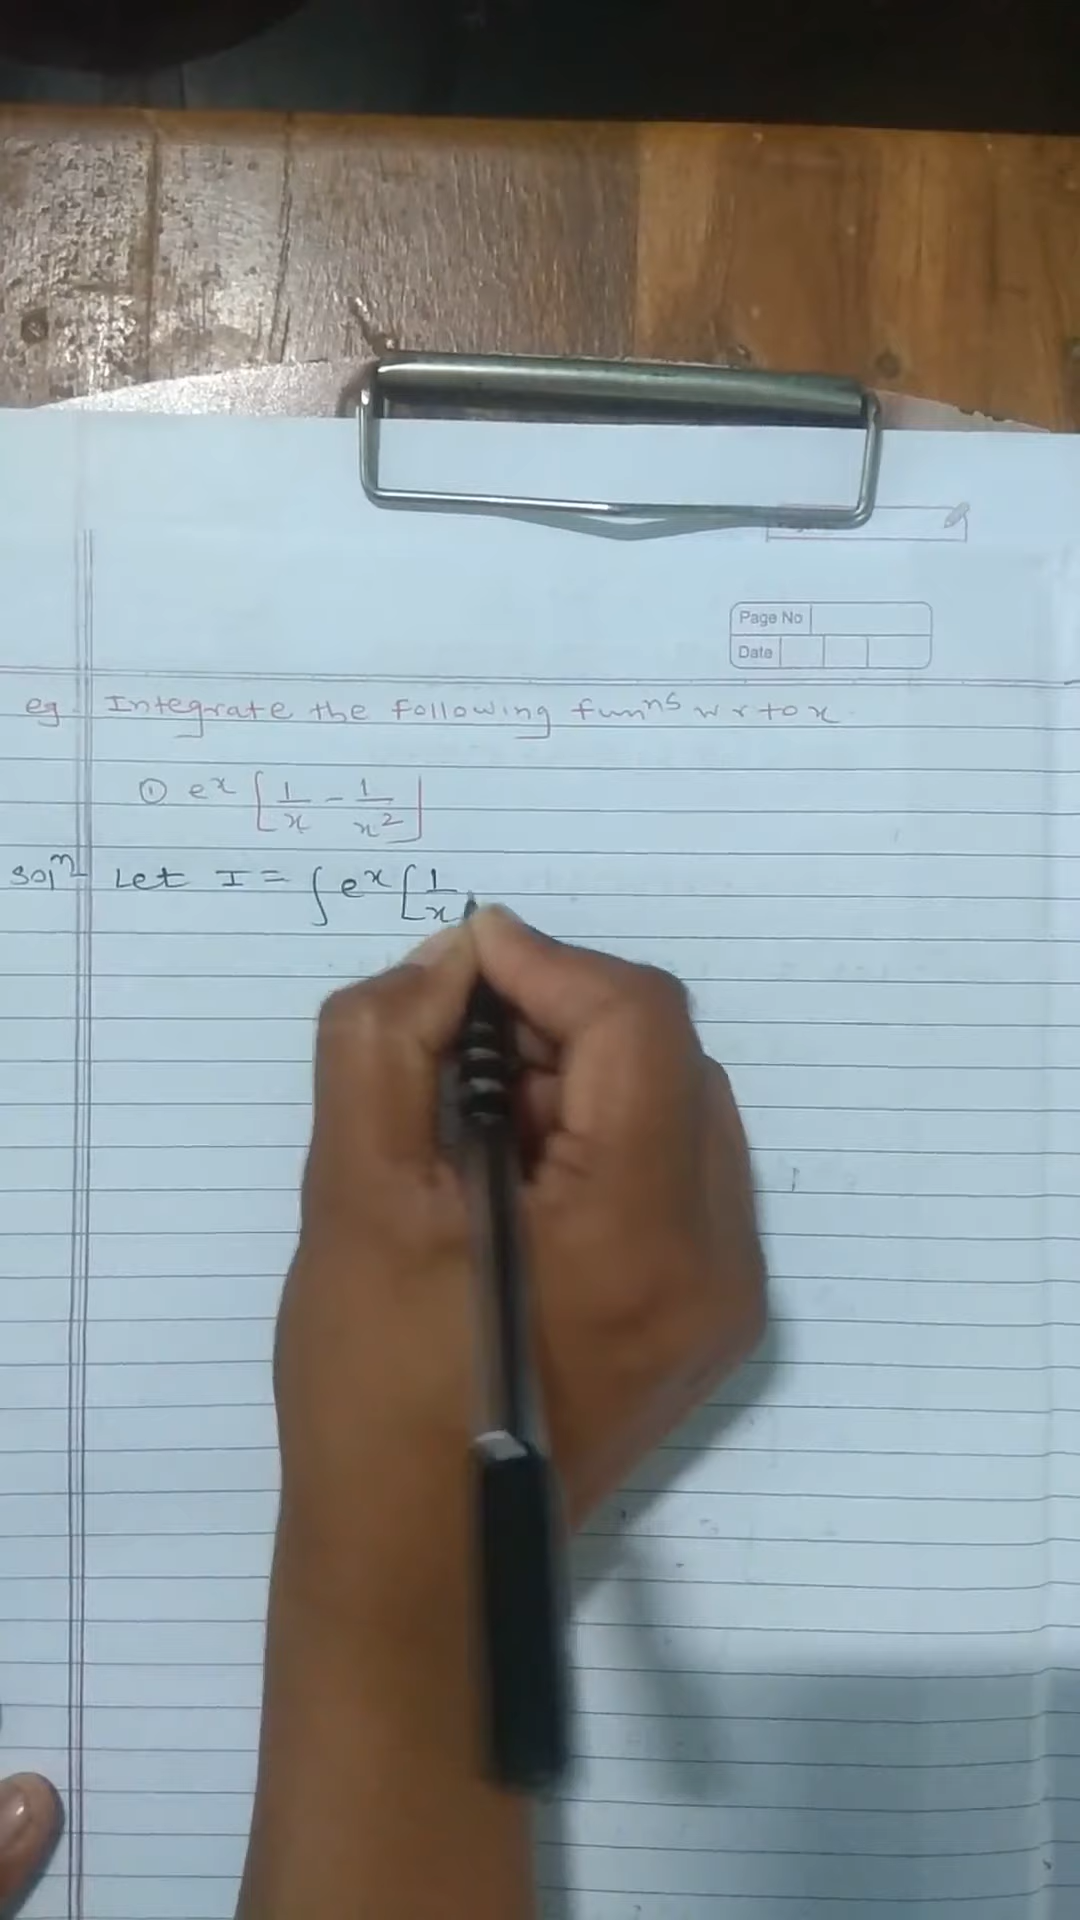 Page No
Date
eg Integrate the following funⁿˢ w r to x
① eˣ [1/x - 1/x²]
Solⁿ Let I = ∫ eˣ [1/x